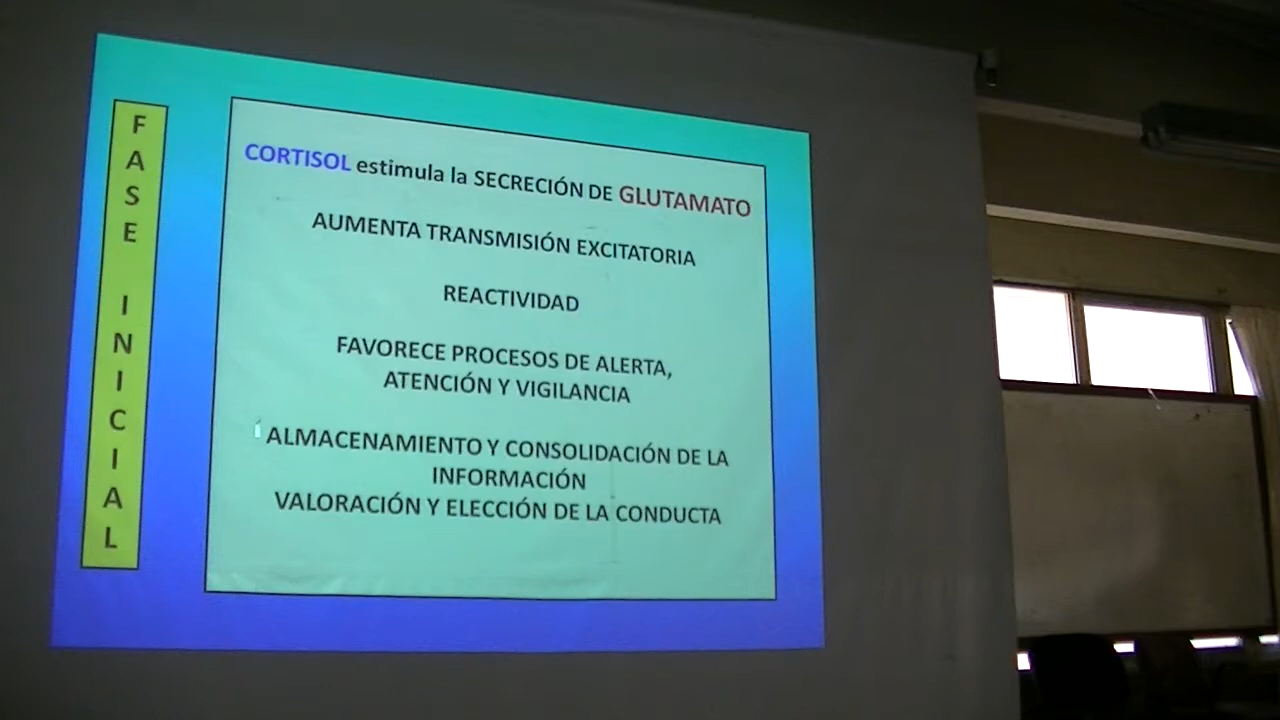 FASE INICIAL
CORTISOL estimula la SECRECIÓN DE GLUTAMATO
AUMENTA TRANSMISIÓN EXCITATORIA
REACTIVIDAD
FAVORECE PROCESOS DE ALERTA,
ATENCIÓN Y VIGILANCIA
ALMACENAMIENTO Y CONSOLIDACIÓN DE LA
INFORMACIÓN
VALORACIÓN Y ELECCIÓN DE LA CONDUCTA